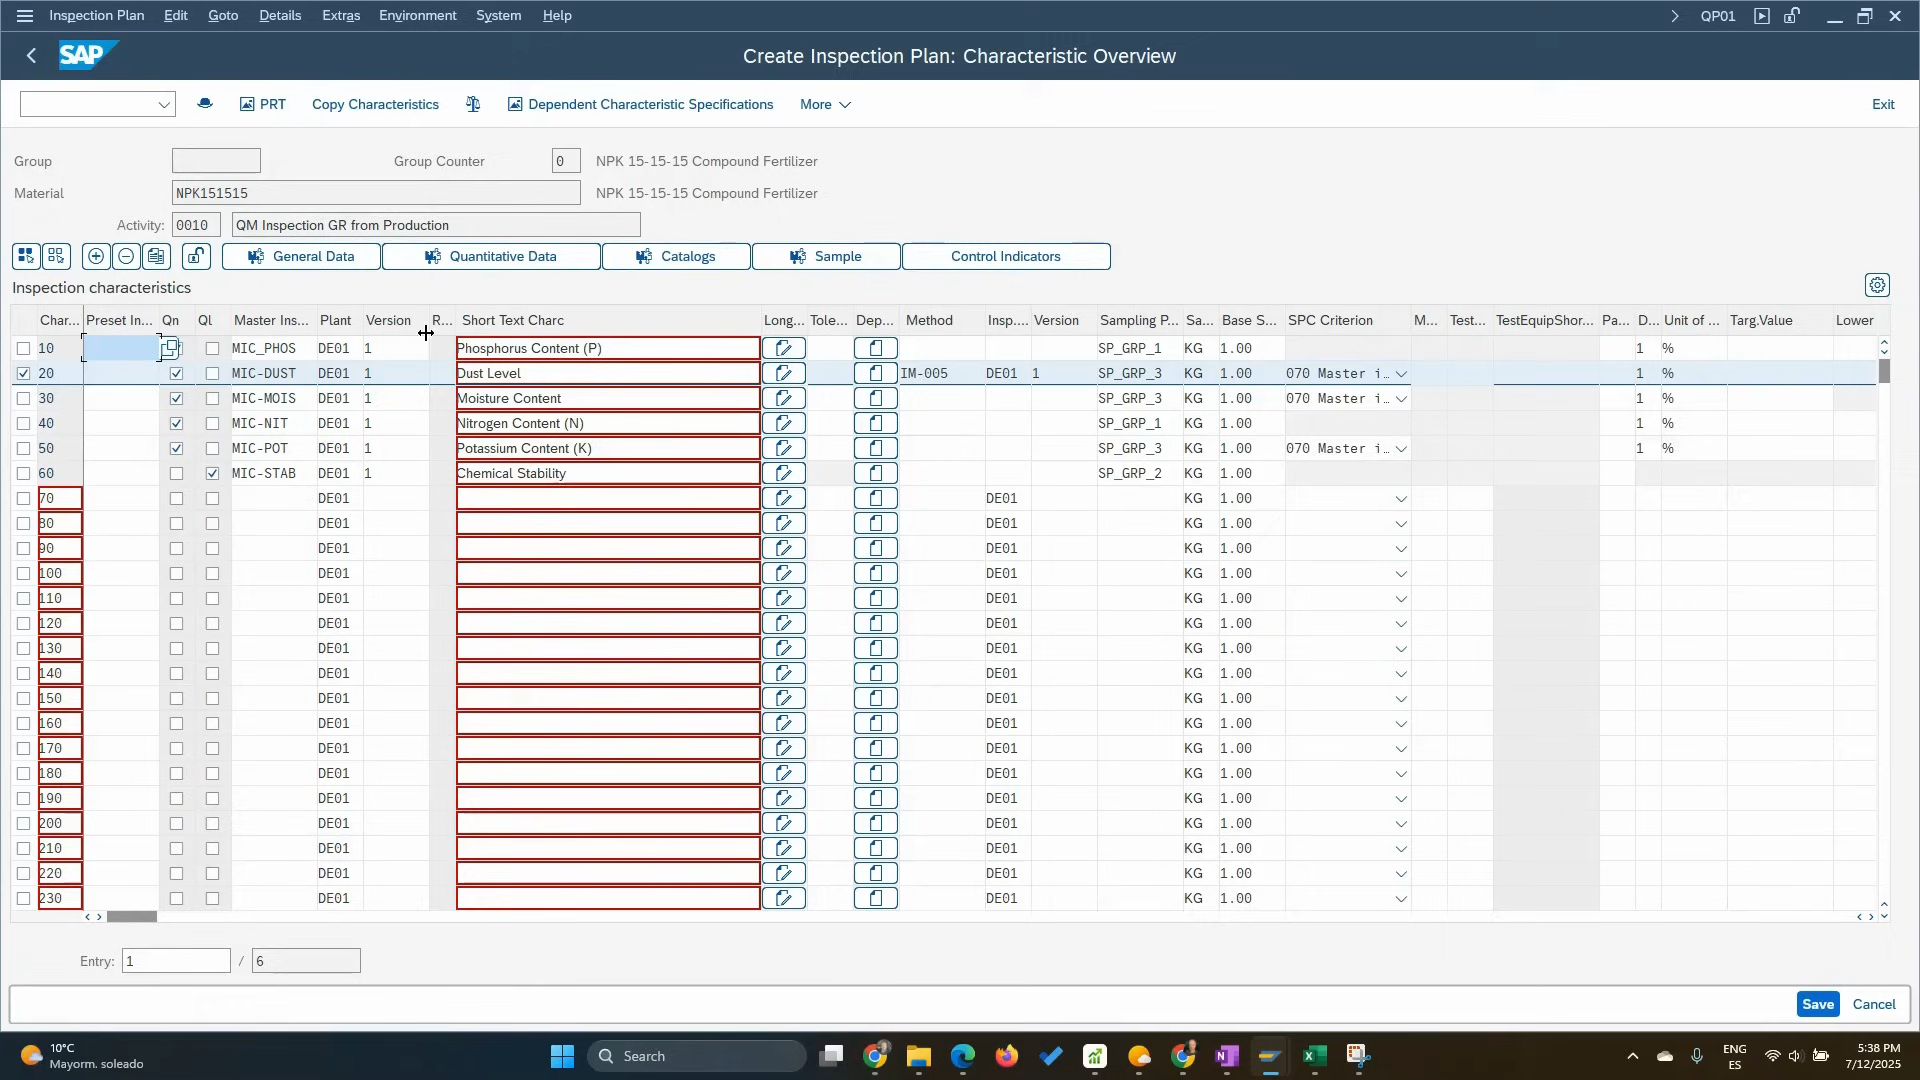 Inspection Plan Edit Goto Details Extras Environment System Help QP01
SAP Create Inspection Plan: Characteristic Overview
PRT Copy Characteristics Dependent Characteristic Specifications More Exit
Group Group Counter 0 NPK 15-15-15 Compound Fertilizer
Material NPK151515 NPK 15-15-15 Compound Fertilizer
Activity: 0010 QM Inspection GR from Production
General Data Quantitative Data Catalogs Sample Control Indicators
Inspection characteristics
Char... Preset In... Qn Ql Master Ins... Plant Version R... Short Text Charc Long... Tole... Dep... Method Insp.... Version Sampling P... Sa... Base S... SPC Criterion M... Test... TestEquipShor... Pa... D... Unit of ... Targ.Value Lower
10 MIC_PHOS DE01 1 Phosphorus Content (P) SP_GRP_1 KG 1.00 1 %
20 MIC-DUST DE01 1 Dust Level IM-005 DE01 1 SP_GRP_3 KG 1.00 070 Master i… 1 %
30 MIC-MOIS DE01 1 Moisture Content SP_GRP_3 KG 1.00 070 Master i… 1 %
40 MIC-NIT DE01 1 Nitrogen Content (N) SP_GRP_1 KG 1.00 1 %
50 MIC-POT DE01 1 Potassium Content (K) SP_GRP_3 KG 1.00 070 Master i… 1 %
60 MIC-STAB DE01 1 Chemical Stability SP_GRP_2 KG 1.00
70 DE01 DE01 KG 1.00
80 DE01 DE01 KG 1.00
90 DE01 DE01 KG 1.00
100 DE01 DE01 KG 1.00
110 DE01 DE01 KG 1.00
120 DE01 DE01 KG 1.00
130 DE01 DE01 KG 1.00
140 DE01 DE01 KG 1.00
150 DE01 DE01 KG 1.00
160 DE01 DE01 KG 1.00
170 DE01 DE01 KG 1.00
180 DE01 DE01 KG 1.00
190 DE01 DE01 KG 1.00
200 DE01 DE01 KG 1.00
210 DE01 DE01 KG 1.00
220 DE01 DE01 KG 1.00
230 DE01 DE01 KG 1.00
Entry: 1 / 6
Save Cancel
10°C
Mayorm. soleado
Search
ENG
ES
5:38 PM
7/12/2025